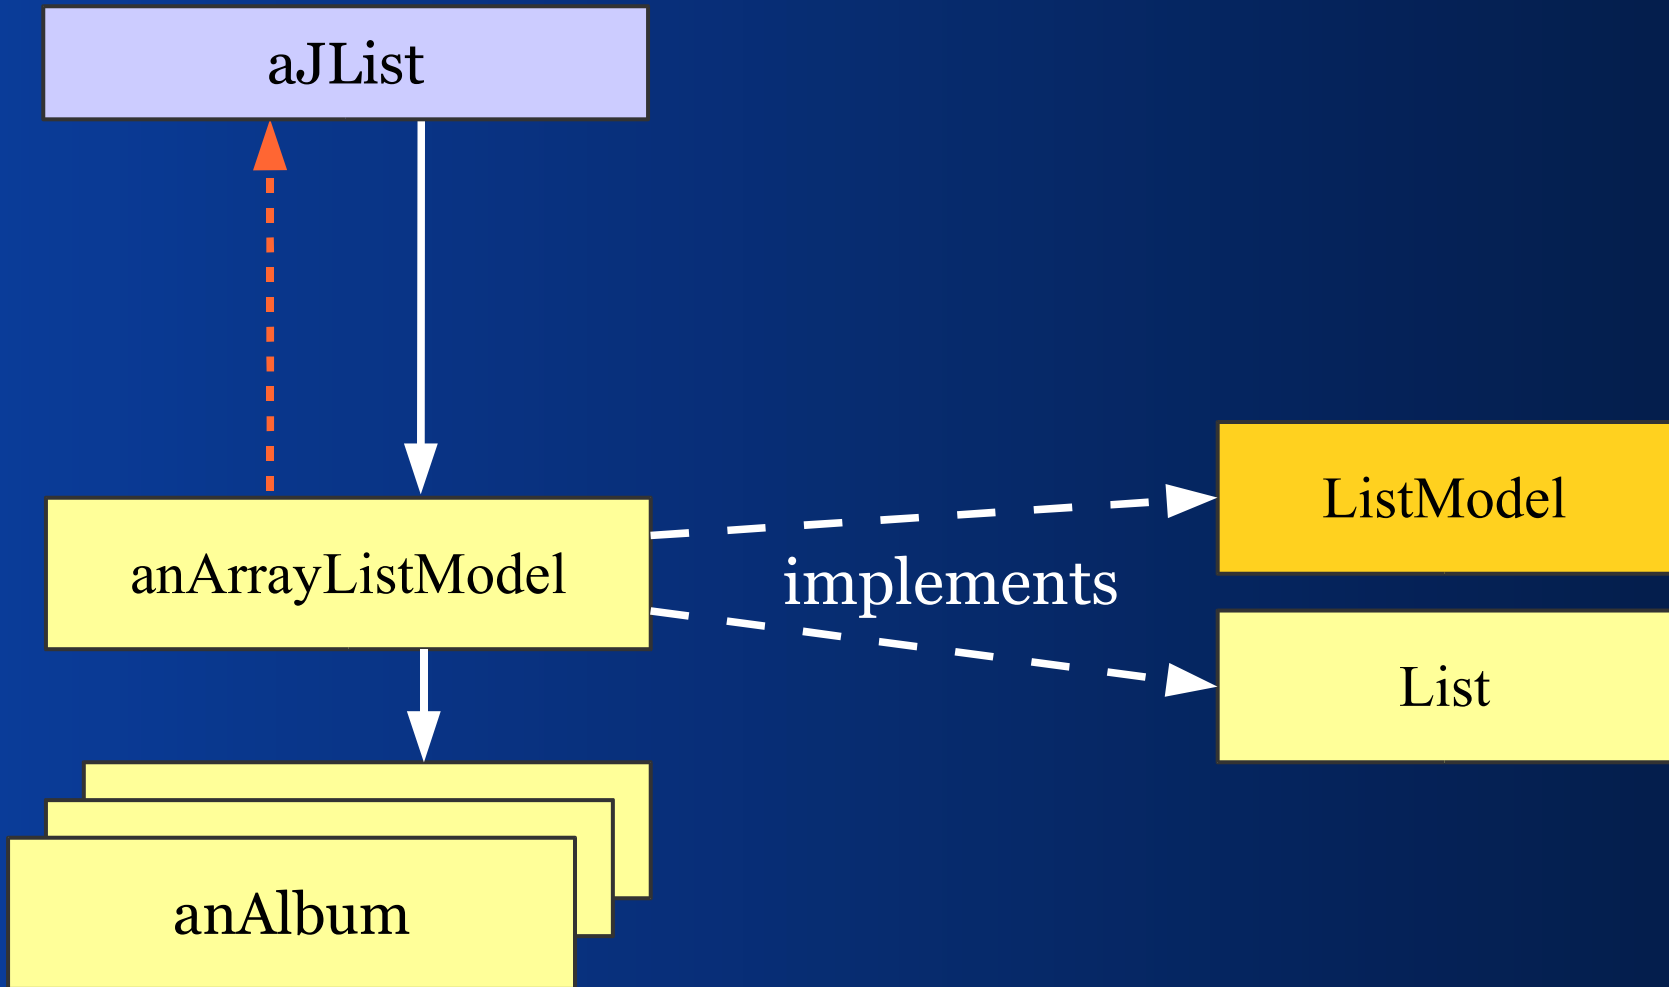 aJList
ListModel
anArrayListModel
implements
List
anAlbum